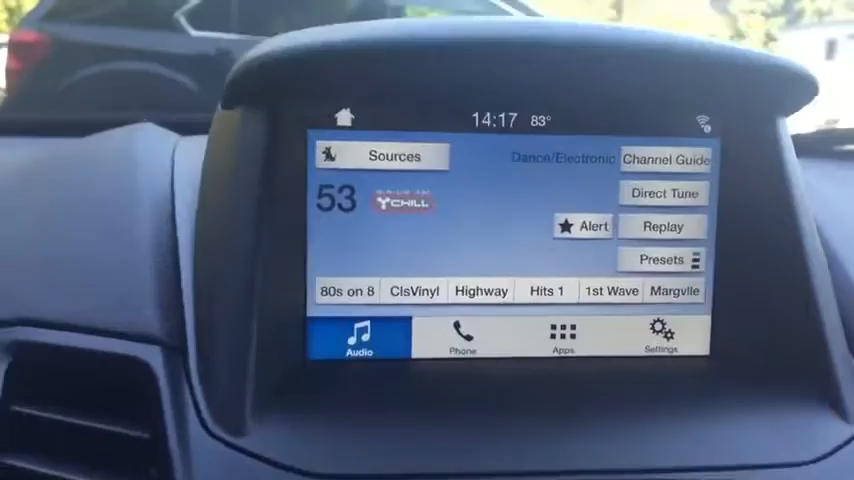 14:17 83°
Sources
Dance/Electronic
Channel Guide
53
CHILL
Direct Tune
Alert
Replay
Presets
80s on 8 ClsVinyl Highway Hits 1 1st Wave Margvlle
Audio Phone Apps Settings